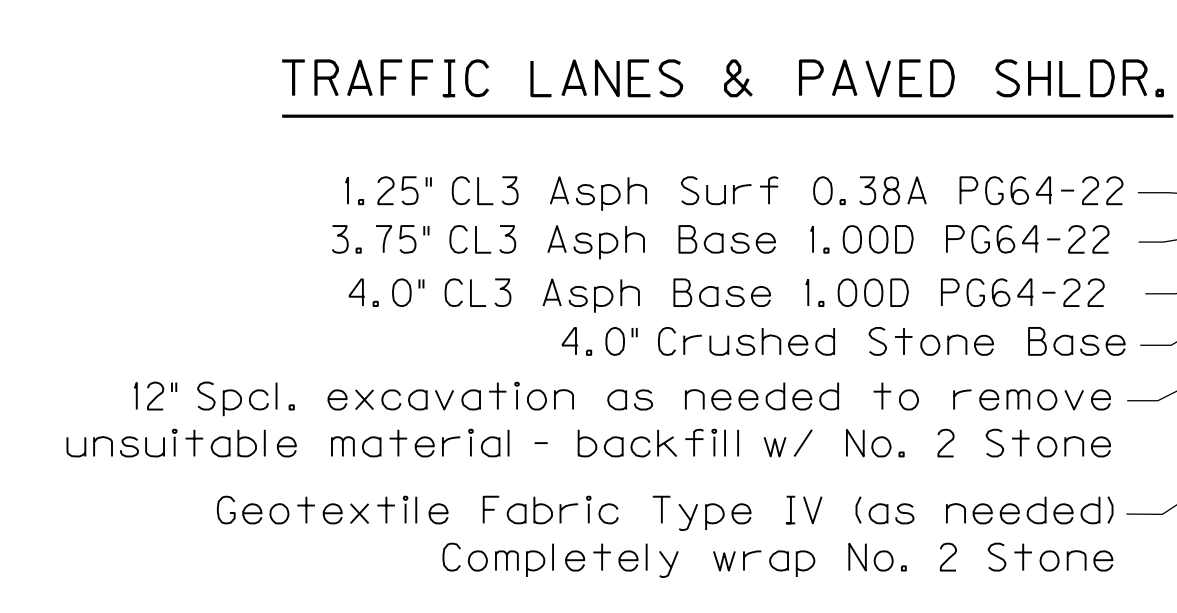 TRAFFIC LANES & PAVED SHLDR.
1.25" CL3 Asph Surf 0.38A PG64-22
3.75" CL3 Asph Base 1.00D PG64-22
4.0" CL3 Asph Base 1.00D PG64-22
4.0" Crushed Stone Base
12" Spcl. excavation as needed to remove
unsuitable material - backfill w/ No. 2 Stone
Geotextile Fabric Type IV (as needed)
Completely wrap No. 2 Stone